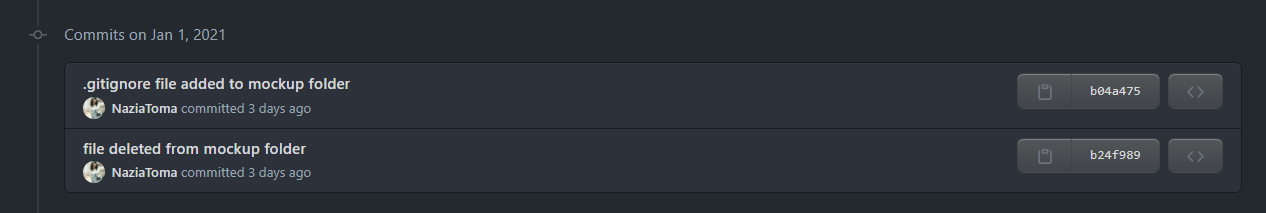 Commits on Jan 1, 2021
.gitignore file added to mockup folder
NaziaToma committed 3 days ago
b04a475
file deleted from mockup folder
NaziaToma committed 3 days ago
b24f989